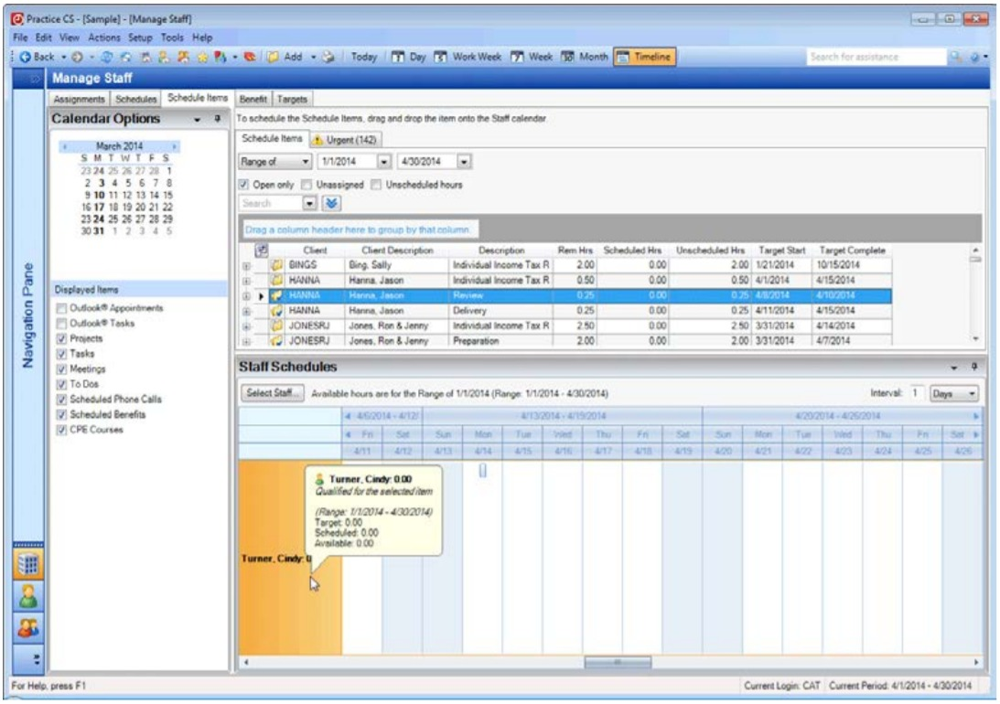 Practice CS - [Sample] - [Manage Staff]
File Edit View Actions Setup Tools Help
Back Add Today Day Work Week Week Month Timeline Search for assistance
Manage Staff
Assignments Schedules Schedule Items Benefit Targets
Calendar Options
March 2014
S M T W T F S
23 24 25 26 27 28 1
2 3 4 5 6 7 8
9 10 11 12 13 14 15
16 17 18 19 20 21 22
23 24 25 26 27 28 29
30 31 1 2 3 4 5
Displayed Items
Outlook® Appointments
Outlook® Tasks
Projects
Tasks
Meetings
To Dos
Scheduled Phone Calls
Scheduled Benefits
CPE Courses
Navigation Pane
To schedule the Schedule Items, drag and drop the item onto the Staff calendar.
Schedule Items Urgent (142)
Range of 1/1/2014 4/30/2014
Open only Unassigned Unscheduled hours
Search
Drag a column header here to group by that column.
Client Client Description Description Rem Hrs Scheduled Hrs Unscheduled Hrs Target Start Target Complete
BINGS Bing, Sally Individual Income Tax R 2.00 0.00 2.00 1/21/2014 10/15/2014
HANNA Hanna, Jason Individual Income Tax R 0.50 0.00 0.50 4/1/2014 4/15/2014
HANNA Hanna, Jason Review 0.25 0.00 0.25 4/8/2014 4/10/2014
HANNA Hanna, Jason Delivery 0.25 0.00 0.25 4/11/2014 4/15/2014
JONESRJ Jones, Ron & Jenny Individual Income Tax R 2.50 0.00 2.50 3/31/2014 4/14/2014
JONESRJ Jones, Ron & Jenny Preparation 2.00 0.00 2.00 3/31/2014 4/7/2014
Staff Schedules
Select Staff... Available hours are for the Range of 1/1/2014 (Range: 1/1/2014 - 4/30/2014) Interval: 1 Days
4/6/2014 - 4/12/ 4/13/2014 - 4/19/2014 4/20/2014 - 4/26/2014
Fri Sat Sun Mon Tue Wed Thu Fri Sat Sun Mon Tue Wed Thu Fri Sat
4/11 4/12 4/13 4/14 4/15 4/16 4/17 4/18 4/19 4/20 4/21 4/22 4/23 4/24 4/25 4/26
Turner, Cindy: 0.00
Qualified for the selected item
(Range: 1/1/2014 - 4/30/2014)
Target: 0.00
Scheduled: 0.00
Available: 0.00
Turner, Cindy: 0
For Help, press F1 Current Login: CAT Current Period: 4/1/2014 - 4/30/2014